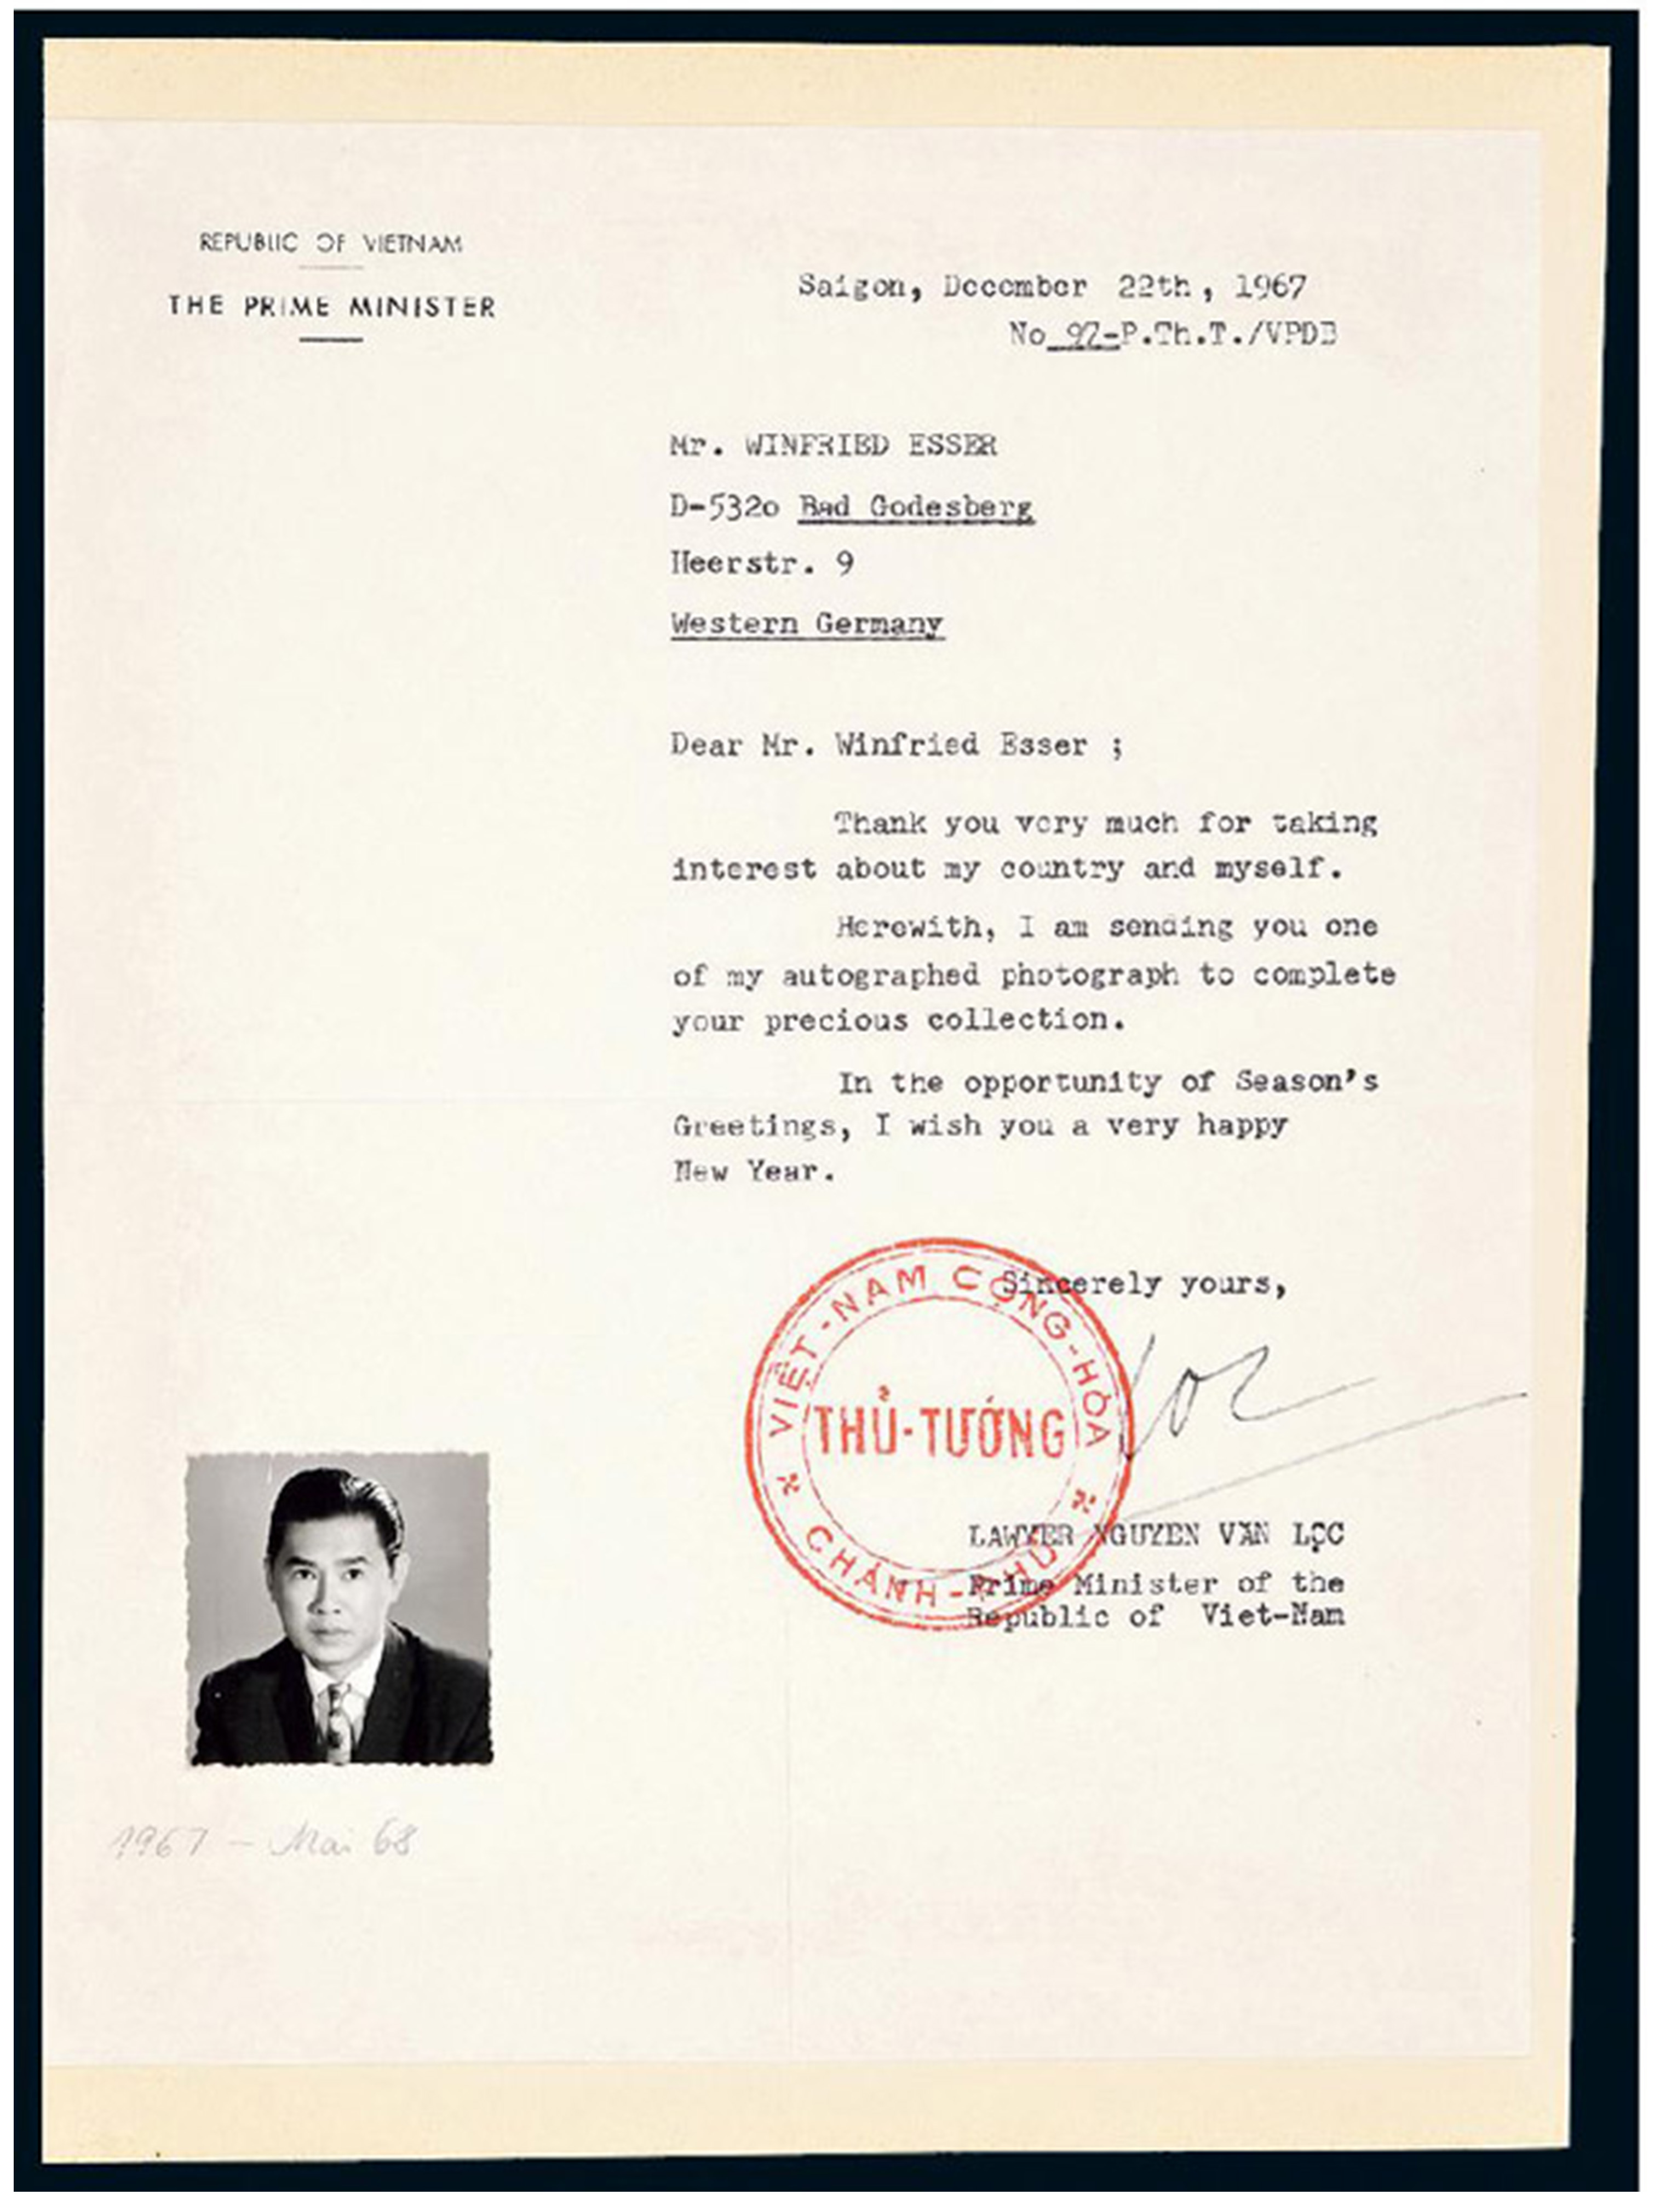 REPUBLIC OF VIETNAM
THE PRIME MINISTER
Saigon, December 22th, 1967
No 97-P.Th.T./VPDB
Mr. WINFRIED ESSER
D-5320 Bad Godesberg
Heerstr. 9
Western Germany
Dear Mr. Winfried Esser ;
Thank you very much for taking
interest about my country and myself.
Herewith, I am sending you one
of my autographed photograph to complete
your precious collection.
In the opportunity of Season's
Greetings, I wish you a very happy
New Year.
Sincerely yours,
VIỆT-NAM CỘNG-HÒA
THỦ-TƯỚNG
CHÁNH-PHỦ
Loc
LAWYER NGUYEN VĂN LỘC
Prime Minister of the
Republic of Viet-Nam
1967 - Mai 68